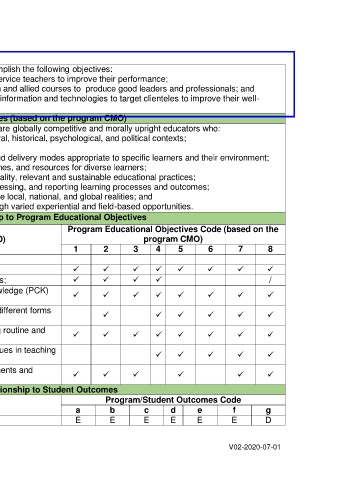 mplish the following objectives:
ervice teachers to improve their performance;
and allied courses to produce good leaders and professionals; and
information and technologies to target clienteles to improve their well-
es (based on the program CMO)
are globally competitive and morally upright educators who:
al, historical, psychological, and political contexts;
d delivery modes appropriate to specific learners and their environment;
nes, and resources for diverse learners;
ality, relevant and sustainable educational practices;
essing, and reporting learning processes and outcomes;
e local, national, and global realities; and
gh varied experiential and field-based opportunities.
p to Program Educational Objectives
Program Educational Objectives Code (based on the
D) program CMO)
1 2 3 4 5 6 7 8
✓ ✓ ✓ ✓ ✓ ✓ ✓ ✓
s; ✓ ✓ ✓ ✓ /
wledge (PCK) ✓ ✓ ✓ ✓ ✓ ✓ ✓ ✓
different forms ✓ ✓ ✓ ✓ ✓ ✓
g routine and ✓ ✓ ✓ ✓ ✓ ✓ ✓ ✓
ues in teaching ✓ ✓ ✓ ✓ ✓
ents and ✓ ✓ ✓ ✓ ✓ ✓
ionship to Student Outcomes
Program/Student Outcomes Code
a b c d e f g
E E E E E E D
V02-2020-07-01